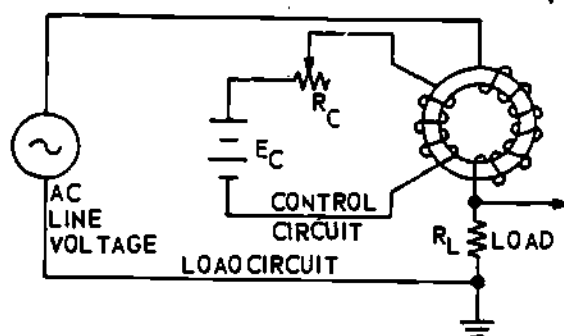 R_C
E_C
CONTROL
CIRCUIT
AC
LINE
VOLTAGE
R_L LOAD
LOAO CIRCUIT